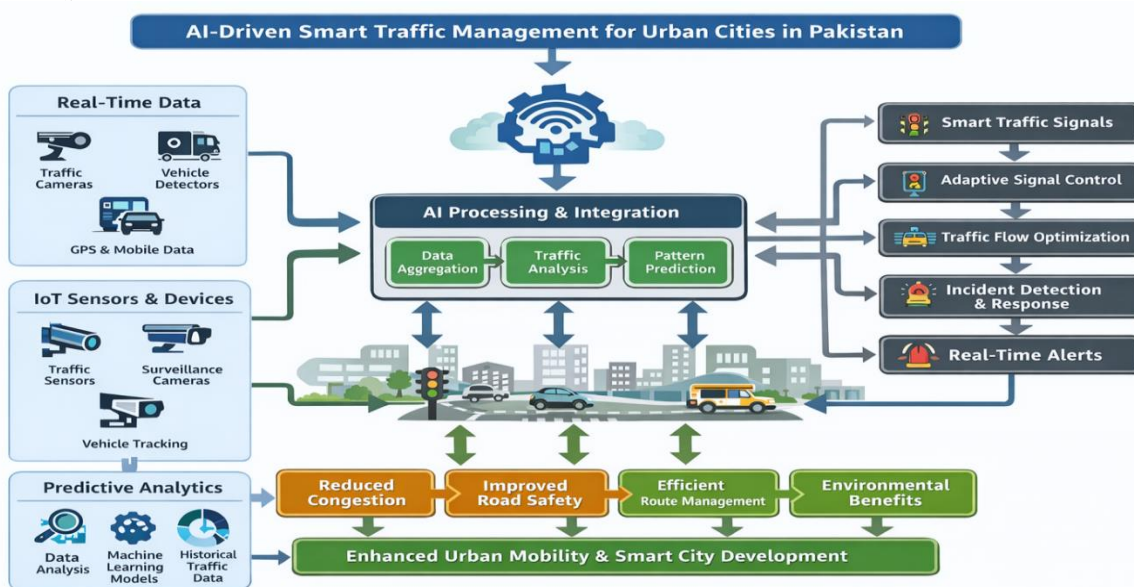 AI-Driven Smart Traffic Management for Urban Cities in Pakistan
Real-Time Data
Traffic
Cameras
Vehicle
Detectors
GPS & Mobile Data
IoT Sensors & Devices
Traffic
Sensors
Surveillance
Cameras
Vehicle Tracking
Predictive Analytics
Data
Analysis
Machine
Learning
Models
Historical
Traffic
Data
AI Processing & Integration
Data
Aggregation
Traffic
Analysis
Pattern
Prediction
Smart Traffic Signals
Adaptive Signal Control
Traffic Flow Optimization
Incident Detection
& Response
Real-Time Alerts
Reduced
Congestion
Improved
Road Safety
Efficient
Route Management
Environmental
Benefits
Enhanced Urban Mobility & Smart City Development